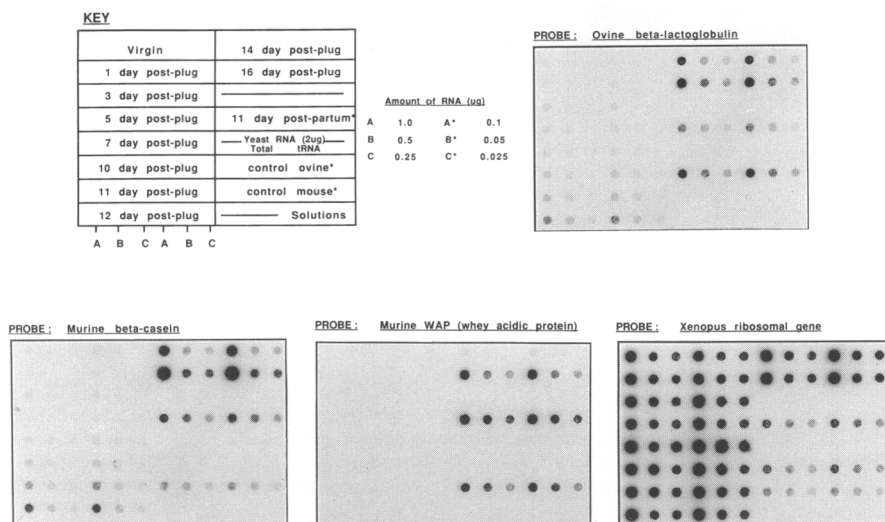 KEY
Virgin 14 day post-plug
1 day post-plug 16 day post-plug
3 day post-plug
5 day post-plug 11 day post-partum*
7 day post-plug Yeast RNA (2ug)
Total tRNA
10 day post-plug control ovine*
11 day post-plug control mouse*
12 day post-plug Solutions
A B C A B C
Amount of RNA (ug)
A 1.0 A* 0.1
B 0.5 B* 0.05
C 0.25 C* 0.025
PROBE: Ovine beta-lactoglobulin
PROBE: Murine beta-casein
PROBE: Murine WAP (whey acidic protein)
PROBE: Xenopus ribosomal gene